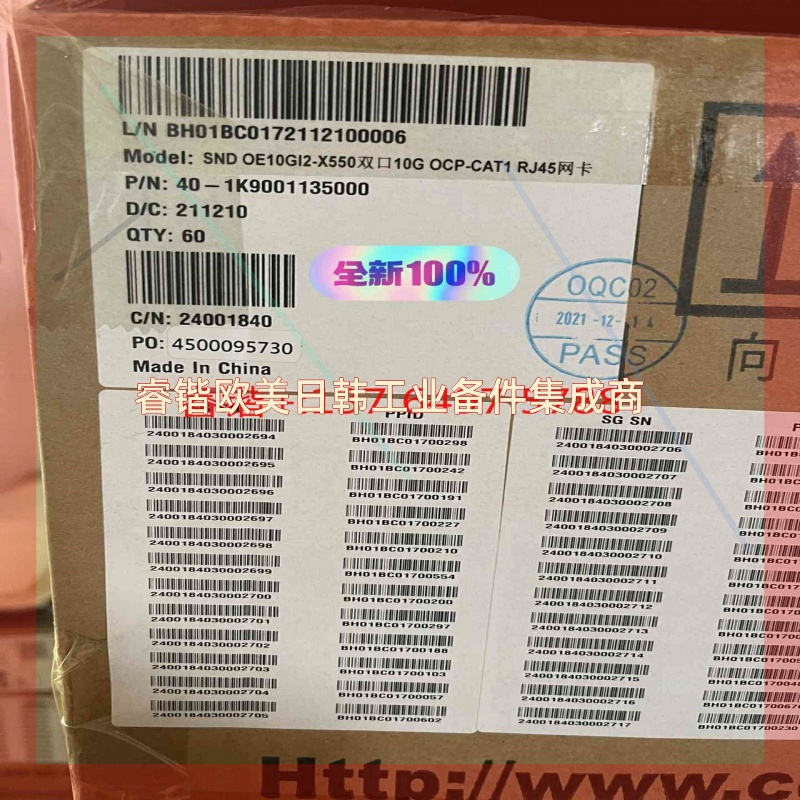 L/N BH01BC0172112100006
Model: SND OE10GI2-X550双口10G OCP-CAT1 RJ45网卡
P/N: 40-1K9001135000
D/C: 211210
QTY: 60
全新100%
C/N: 24001840
PO: 4500095730
Made In China
OQC02
2021-12-14
PASS
向
睿锴欧美日韩工业备件集成商
PPID
SG SN
2400184030002694
BH01BC01700298
2400184030002706
2400184030002695
BH01BC01700242
2400184030002707
2400184030002696
BH01BC01700191
2400184030002708
2400184030002697
BH01BC01700227
2400184030002709
2400184030002698
BH01BC01700210
2400184030002710
2400184030002699
BH01BC01700554
2400184030002711
2400184030002700
BH01BC01700200
2400184030002712
2400184030002701
BH01BC01700297
2400184030002713
2400184030002702
BH01BC01700188
2400184030002714
2400184030002703
BH01BC01700103
2400184030002715
2400184030002704
BH01BC01700057
2400184030002716
2400184030002705
BH01BC01700602
2400184030002717
Http://www.c